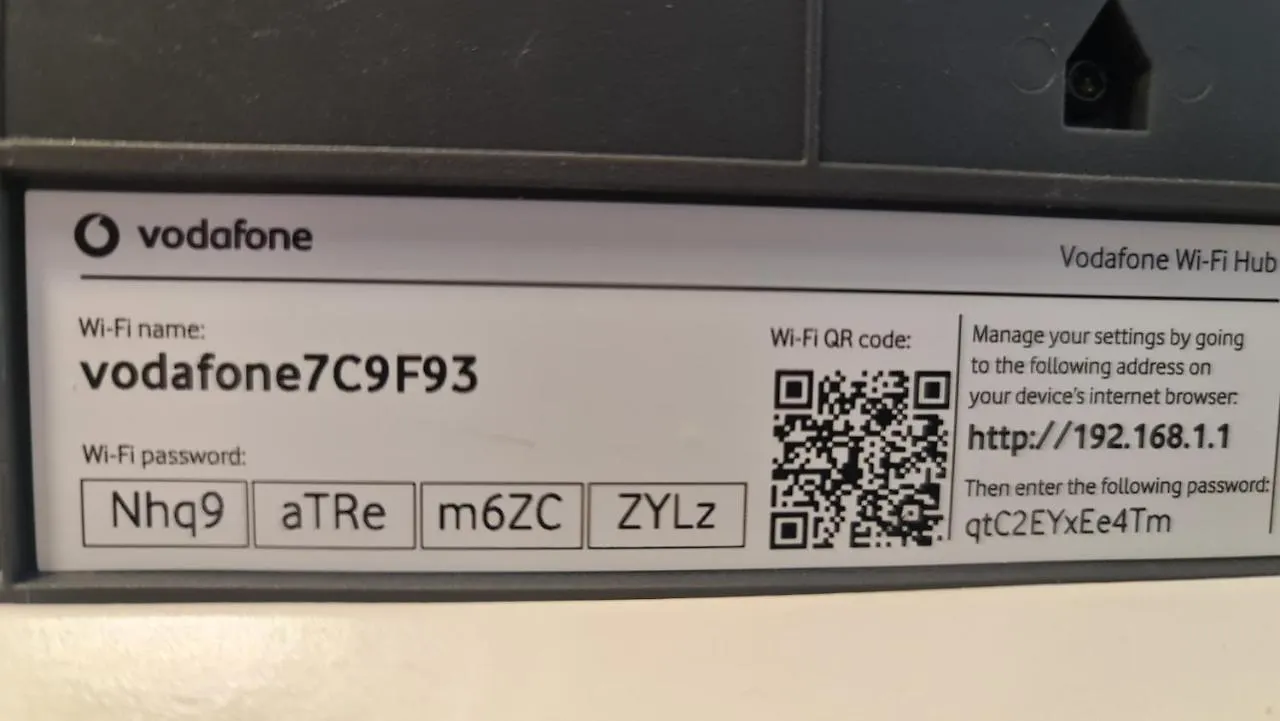 vodafone
Vodafone Wi-Fi Hub
Wi-Fi name:
vodafone7C9F93
Wi-Fi password:
Nhq9 aTRe m6ZC ZYLz
Wi-Fi QR code:
Manage your settings by going
to the following address on
your device's internet browser:
http://192.168.1.1
Then enter the following password:
qtC2EYxEe4Tm